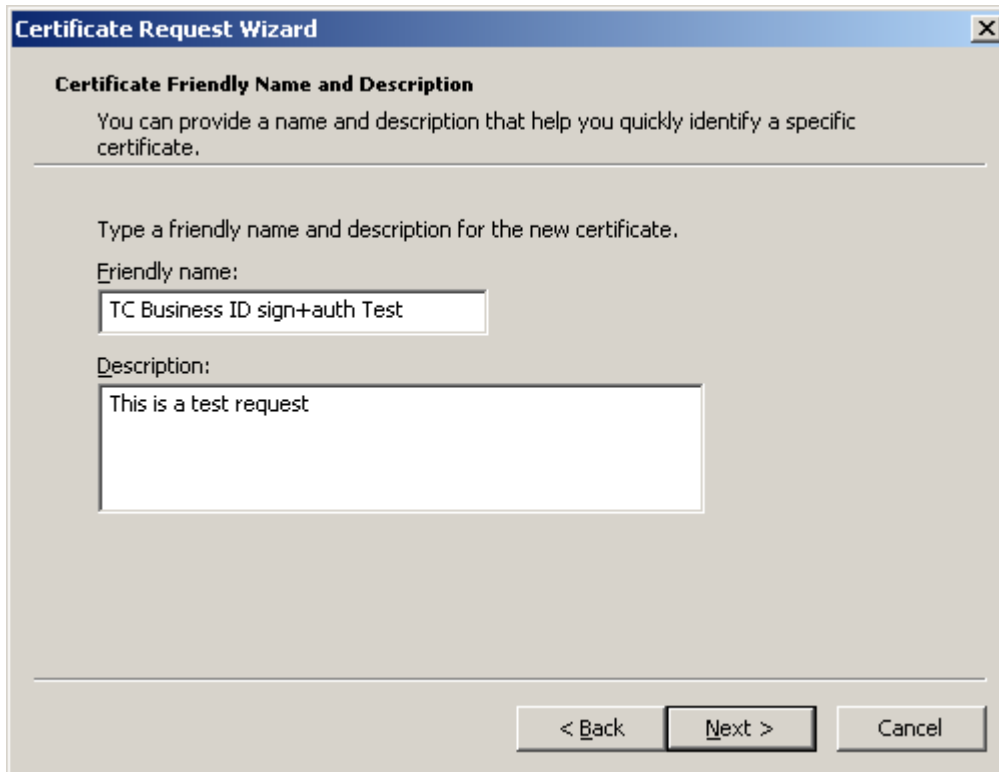 Certificate Request Wizard
Certificate Friendly Name and Description
You can provide a name and description that help you quickly identify a specific
certificate.
Type a friendly name and description for the new certificate.
Friendly name:
TC Business ID sign+auth Test
Description:
This is a test request
< Back
Next >
Cancel